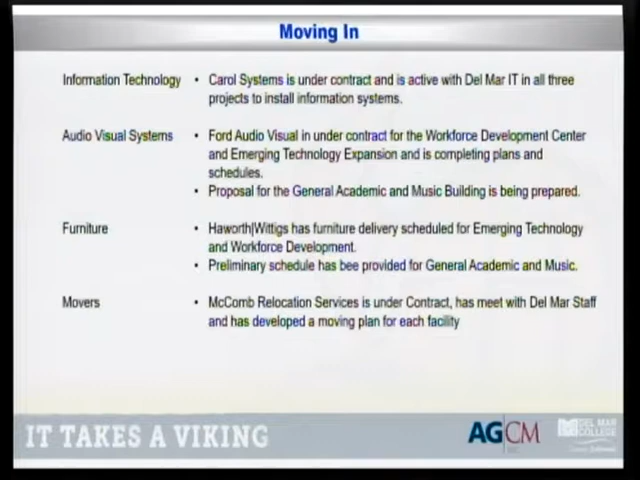 Moving In
Information Technology • Carol Systems is under contract and is active with Del Mar IT in all three
projects to install information systems.
Audio Visual Systems • Ford Audio Visual in under contract for the Workforce Development Center
and Emerging Technology Expansion and is completing plans and
schedules.
• Proposal for the General Academic and Music Building is being prepared.
Furniture • Haworth|Wittigs has furniture delivery scheduled for Emerging Technology
and Workforce Development.
• Preliminary schedule has bee provided for General Academic and Music.
Movers • McComb Relocation Services is under Contract, has meet with Del Mar Staff
and has developed a moving plan for each facility
IT TAKES A VIKING
AG|CM
DEL MAR
COLLEGE